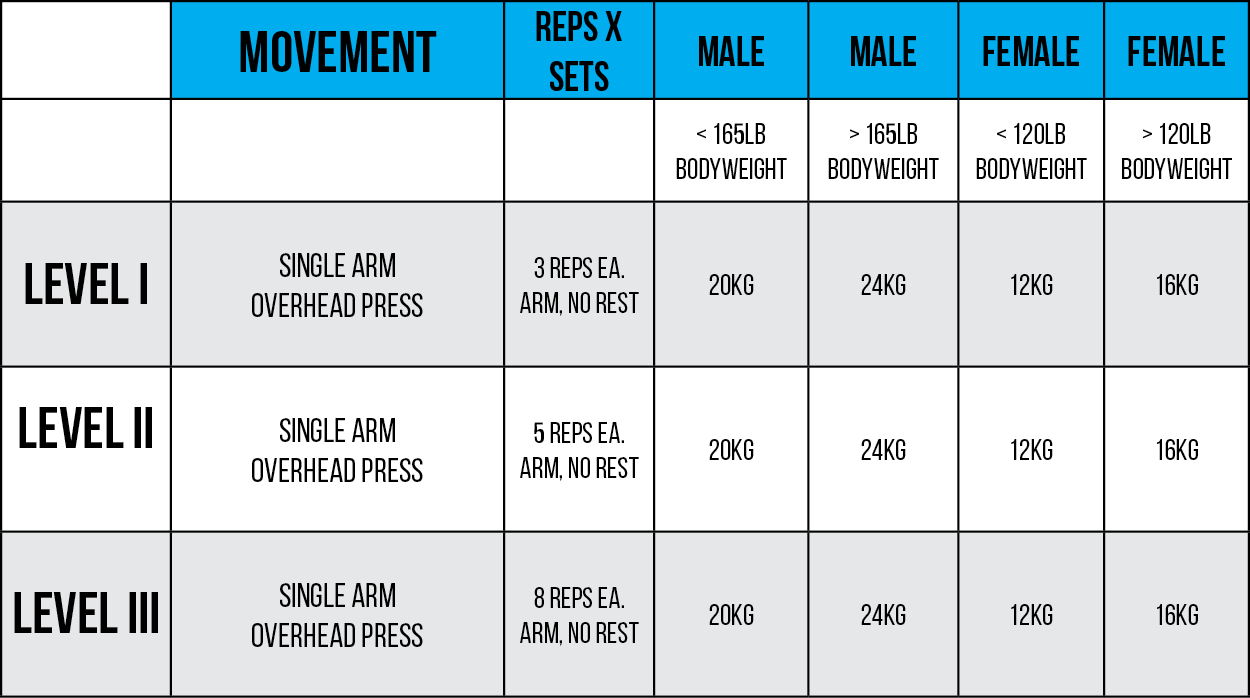 MOVEMENT
REPS X
SETS
MALE
MALE
FEMALE
FEMALE
< 165LB
BODYWEIGHT
> 165LB
BODYWEIGHT
< 120LB
BODYWEIGHT
> 120LB
BODYWEIGHT
LEVEL I
SINGLE ARM
OVERHEAD PRESS
3 REPS EA.
ARM, NO REST
20KG
24KG
12KG
16KG
LEVEL II
SINGLE ARM
OVERHEAD PRESS
5 REPS EA.
ARM, NO REST
20KG
24KG
12KG
16KG
LEVEL III
SINGLE ARM
OVERHEAD PRESS
8 REPS EA.
ARM, NO REST
20KG
24KG
12KG
16KG